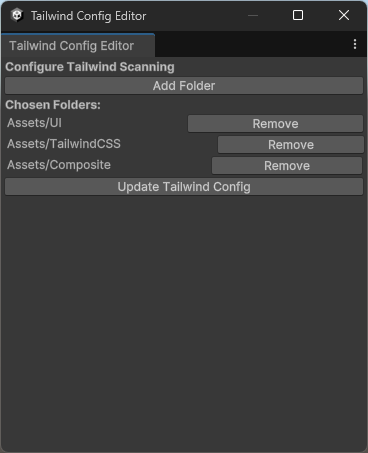 Tailwind Config Editor
Tailwind Config Editor
Configure Tailwind Scanning
Add Folder
Chosen Folders:
Assets/UI Remove
Assets/TailwindCSS Remove
Assets/Composite Remove
Update Tailwind Config